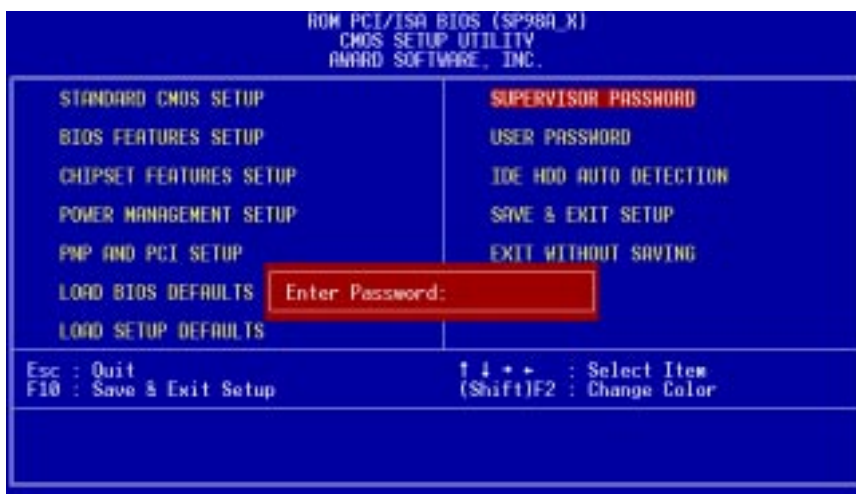 ROM PCI/ISA BIOS (SP98A_X)
CMOS SETUP UTILITY
AWARD SOFTWARE, INC.
STANDARD CMOS SETUP
BIOS FEATURES SETUP
CHIPSET FEATURES SETUP
POWER MANAGEMENT SETUP
PNP AND PCI SETUP
LOAD BIOS DEFAULTS
LOAD SETUP DEFAULTS
SUPERVISOR PASSWORD
USER PASSWORD
IDE HDD AUTO DETECTION
SAVE & EXIT SETUP
EXIT WITHOUT SAVING
Enter Password:
Esc : Quit
F10 : Save & Exit Setup
↑ ↓ → ← : Select Item
(Shift)F2 : Change Color